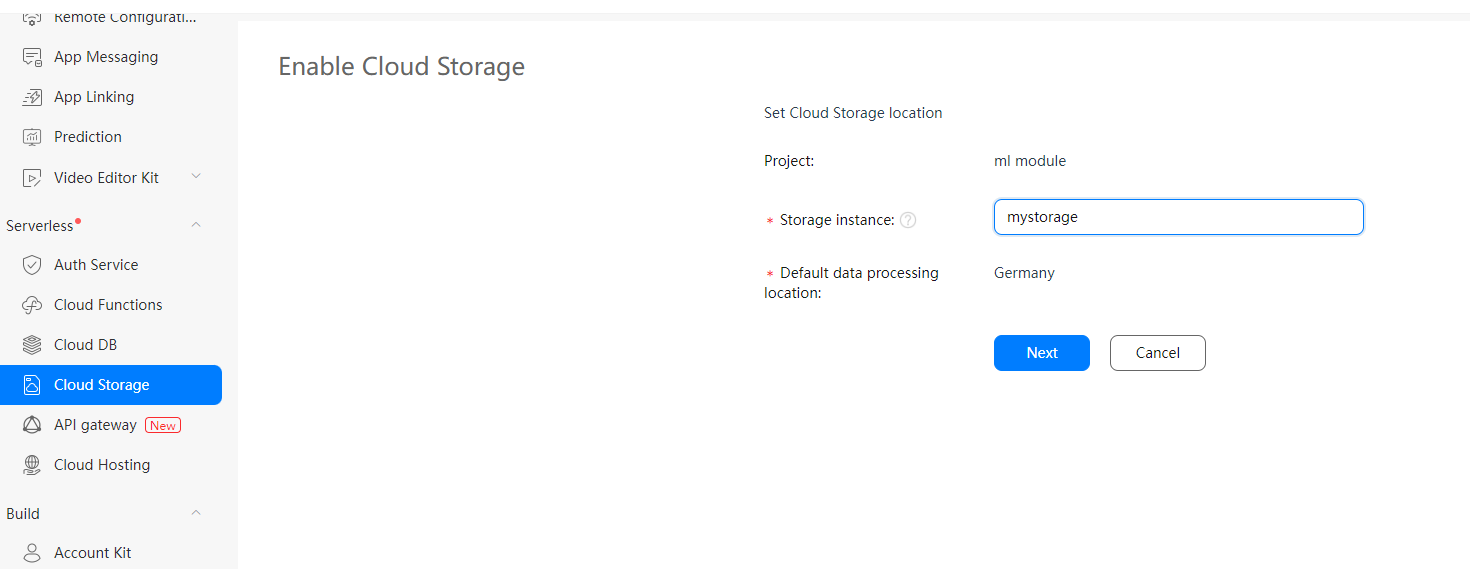 Remote Configurati...
App Messaging
App Linking
Prediction
Video Editor Kit
Serverless
Auth Service
Cloud Functions
Cloud DB
Cloud Storage
API gateway New
Cloud Hosting
Build
Account Kit
Enable Cloud Storage
Set Cloud Storage location
Project: ml module
* Storage instance: ? mystorage
* Default data processing location: Germany
Next Cancel